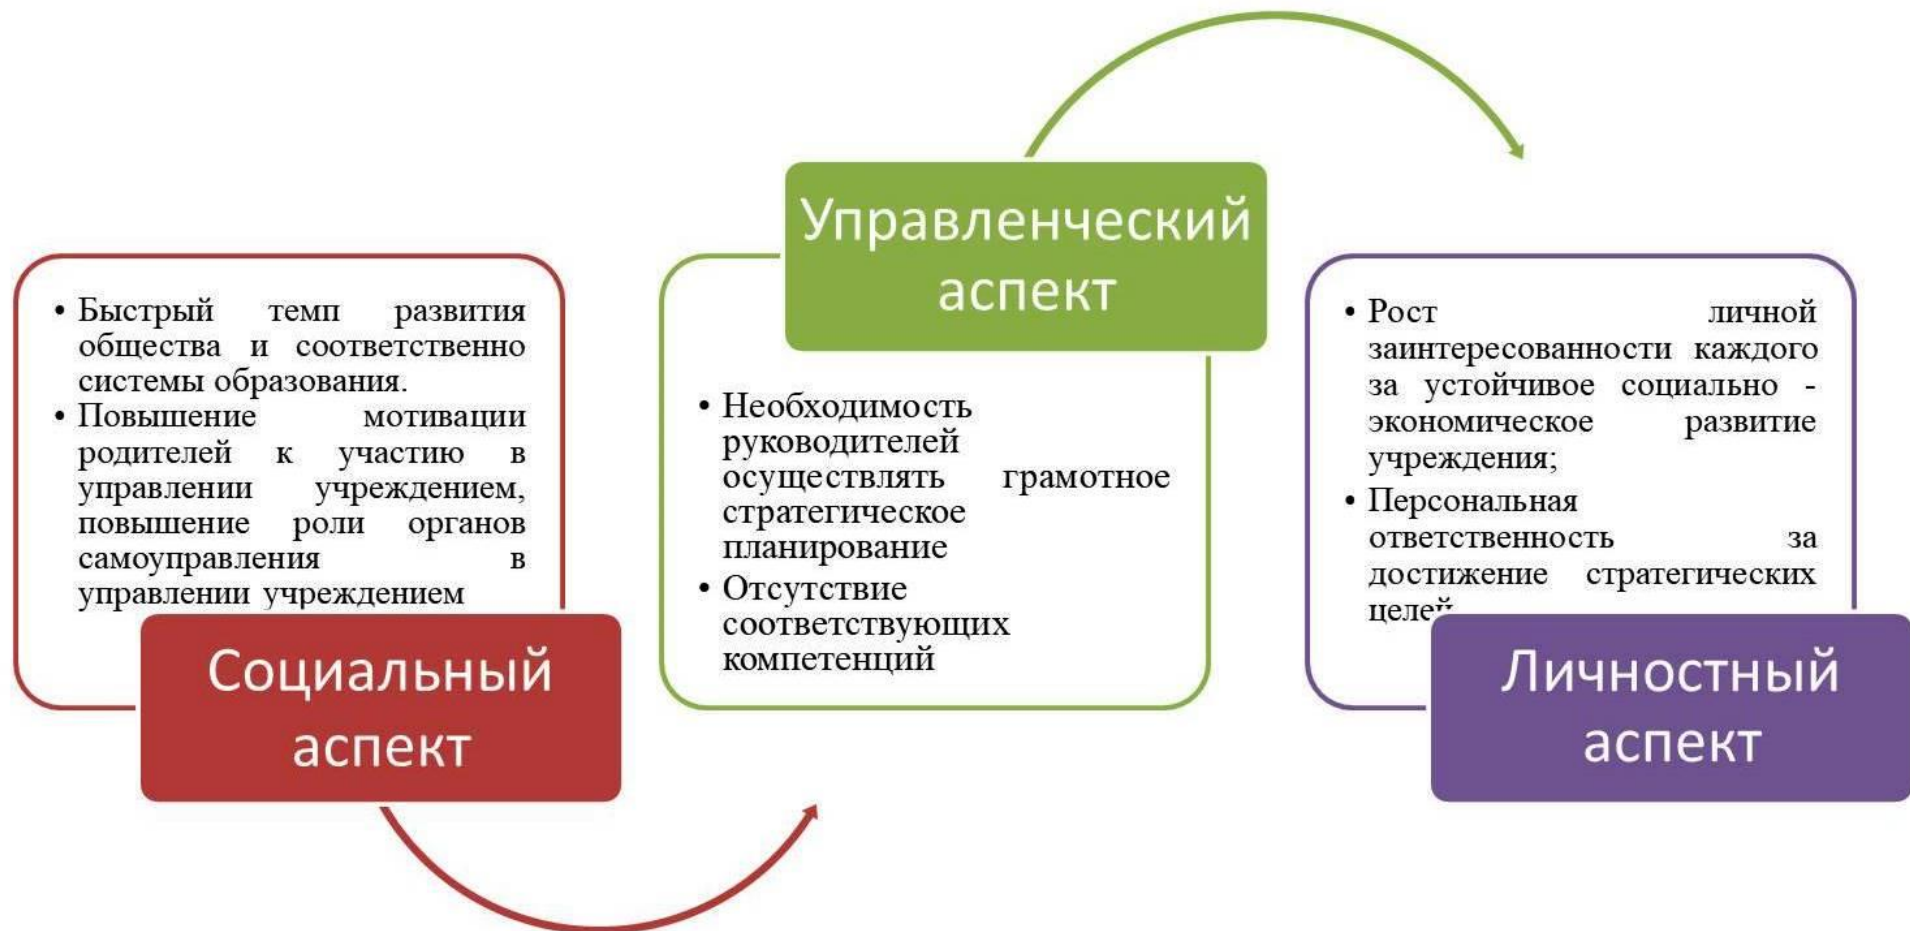 • Быстрый темп развития
общества и соответственно
системы образования.
• Повышение мотивации
родителей к участию в
управлении учреждением,
повышение роли органов
самоуправления в
управлении учреждением
Социальный
аспект
Управленческий
аспект
• Необходимость
руководителей
осуществлять грамотное
стратегическое
планирование
• Отсутствие
соответствующих
компетенций
• Рост личной
заинтересованности каждого
за устойчивое социально -
экономическое развитие
учреждения;
• Персональная
ответственность за
достижение стратегических
целей
Личностный
аспект